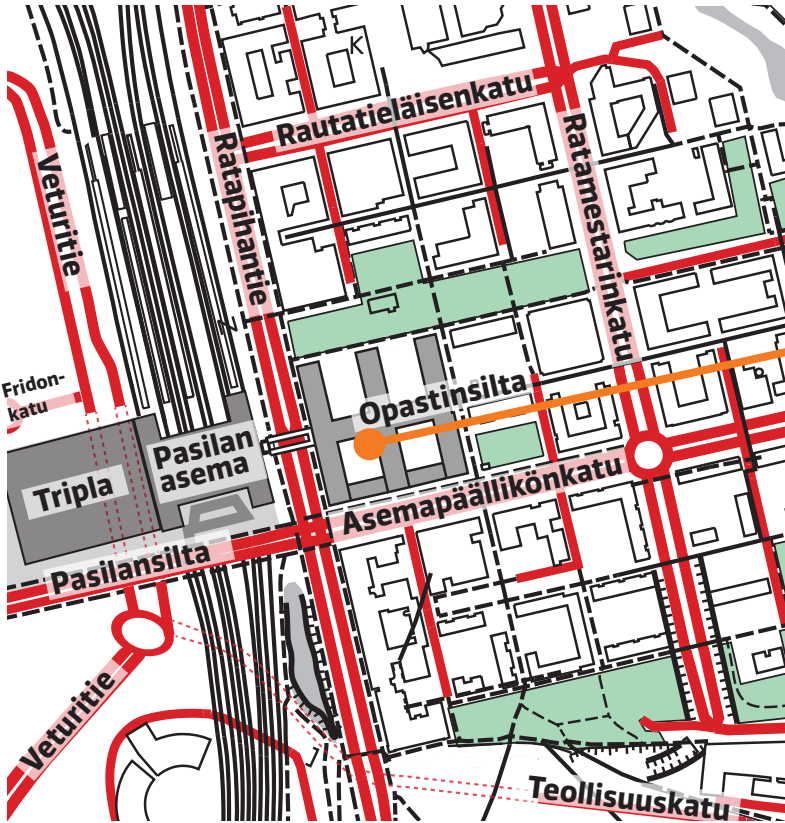 K
Rautatieläisenkatu
Veturitie
Ratapihantie
Ratamestarinkatu
Fridon-
katu
Opastinsilta
Pasilan
asema
Tripla
Asemapäällikönkatu
Pasilansilta
Veturitie
Teollisuuskatu